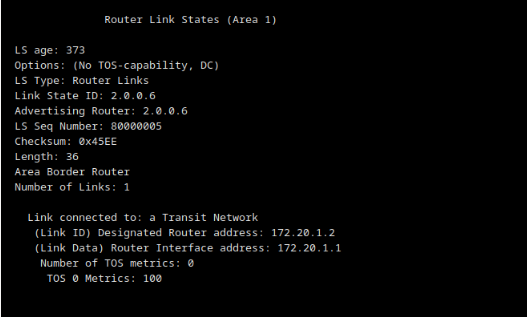 Router Link States (Area 1)
LS age: 373
Options: (No TOS-capability, DC)
LS Type: Router Links
Link State ID: 2.0.0.6
Advertising Router: 2.0.0.6
LS Seq Number: 80000005
Checksum: 0x45EE
Length: 36
Area Border Router
Number of Links: 1
Link connected to: a Transit Network
(Link ID) Designated Router address: 172.20.1.2
(Link Data) Router Interface address: 172.20.1.1
Number of TOS metrics: 0
TOS 0 Metrics: 100